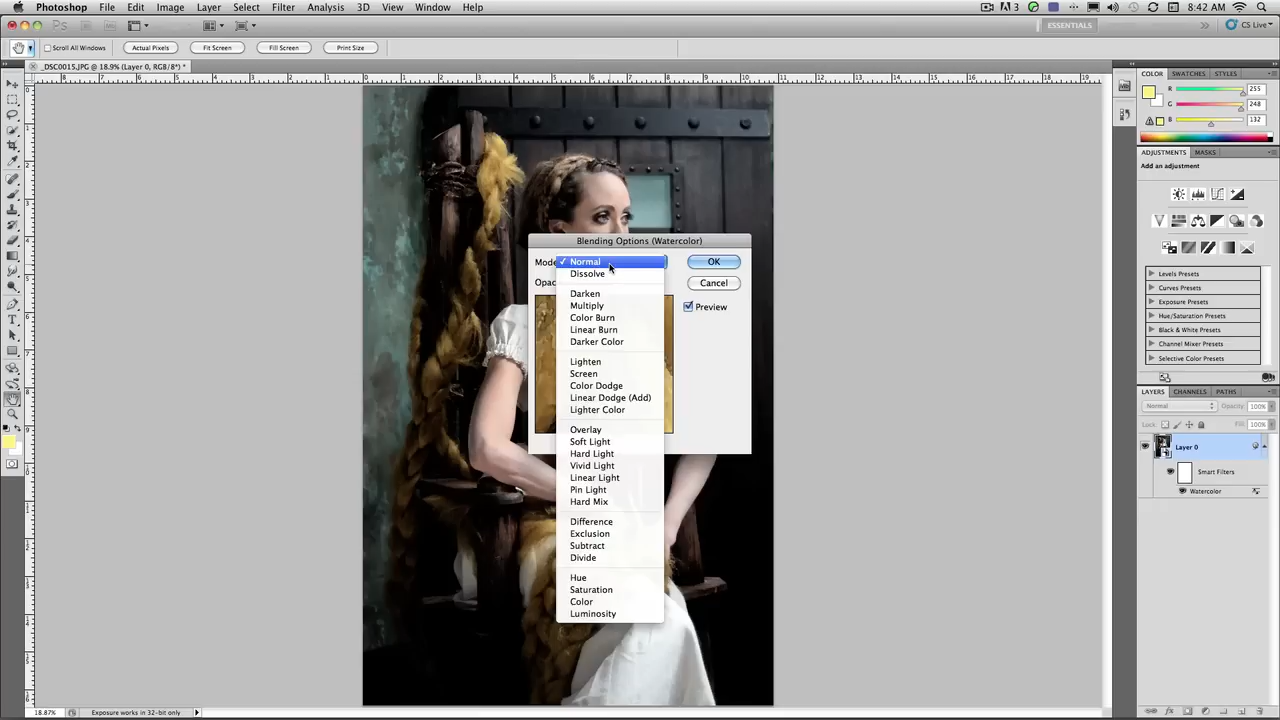 Photoshop File Edit Image Layer Select Filter Analysis 3D View Window Help 3 8:42 AM
Ps ESSENTIALS CS Live
Scroll All Windows Actual Pixels Fit Screen Fill Screen Print Size
_DSC0015.JPG @ 18.9% (Layer 0, RGB/8*) *
COLOR SWATCHES STYLES
R 255
G 248
B 132
ADJUSTMENTS MASKS
Add an adjustment
Levels Presets
Curves Presets
Exposure Presets
Hue/Saturation Presets
Black & White Presets
Channel Mixer Presets
Selective Color Presets
LAYERS CHANNELS PATHS
Normal Opacity: 100%
Lock: Fill: 100%
Layer 0
Smart Filters
Watercolor
Blending Options (Watercolor)
Mode
Opac
OK
Cancel
Preview
✓ Normal
Dissolve
Darken
Multiply
Color Burn
Linear Burn
Darker Color
Lighten
Screen
Color Dodge
Linear Dodge (Add)
Lighter Color
Overlay
Soft Light
Hard Light
Vivid Light
Linear Light
Pin Light
Hard Mix
Difference
Exclusion
Subtract
Divide
Hue
Saturation
Color
Luminosity
18.87% Exposure works in 32-bit only